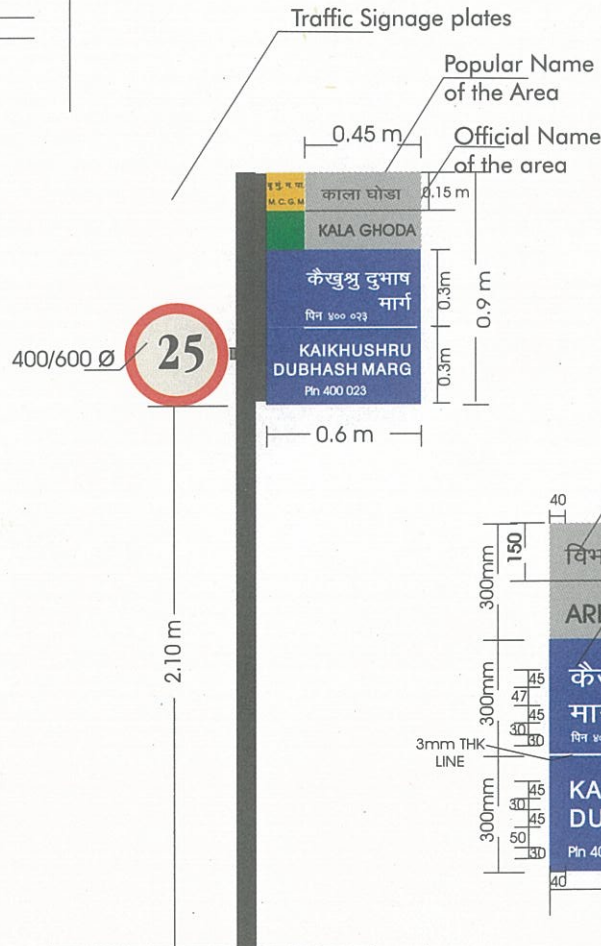 Traffic Signage plates
Popular Name
of the Area
0.45 m
Official Name
of the area
बृ. मुं. म. पा.
M.C.G.M
काला घोडा
0.15 m
KALA GHODA
कैखुश्रु दुभाष
मार्ग
पिन ४०० ०२३
0.3m
0.9 m
400/600 Ø
25
KAIKHUSHRU
DUBHASH MARG
Pin 400 023
0.3m
0.6 m
2.10 m
40
300mm
150
300mm
45
47
45
30
30
मा
3mm THK
LINE
300mm
45
30
45
50
30
KA
DU
Pin 40
40